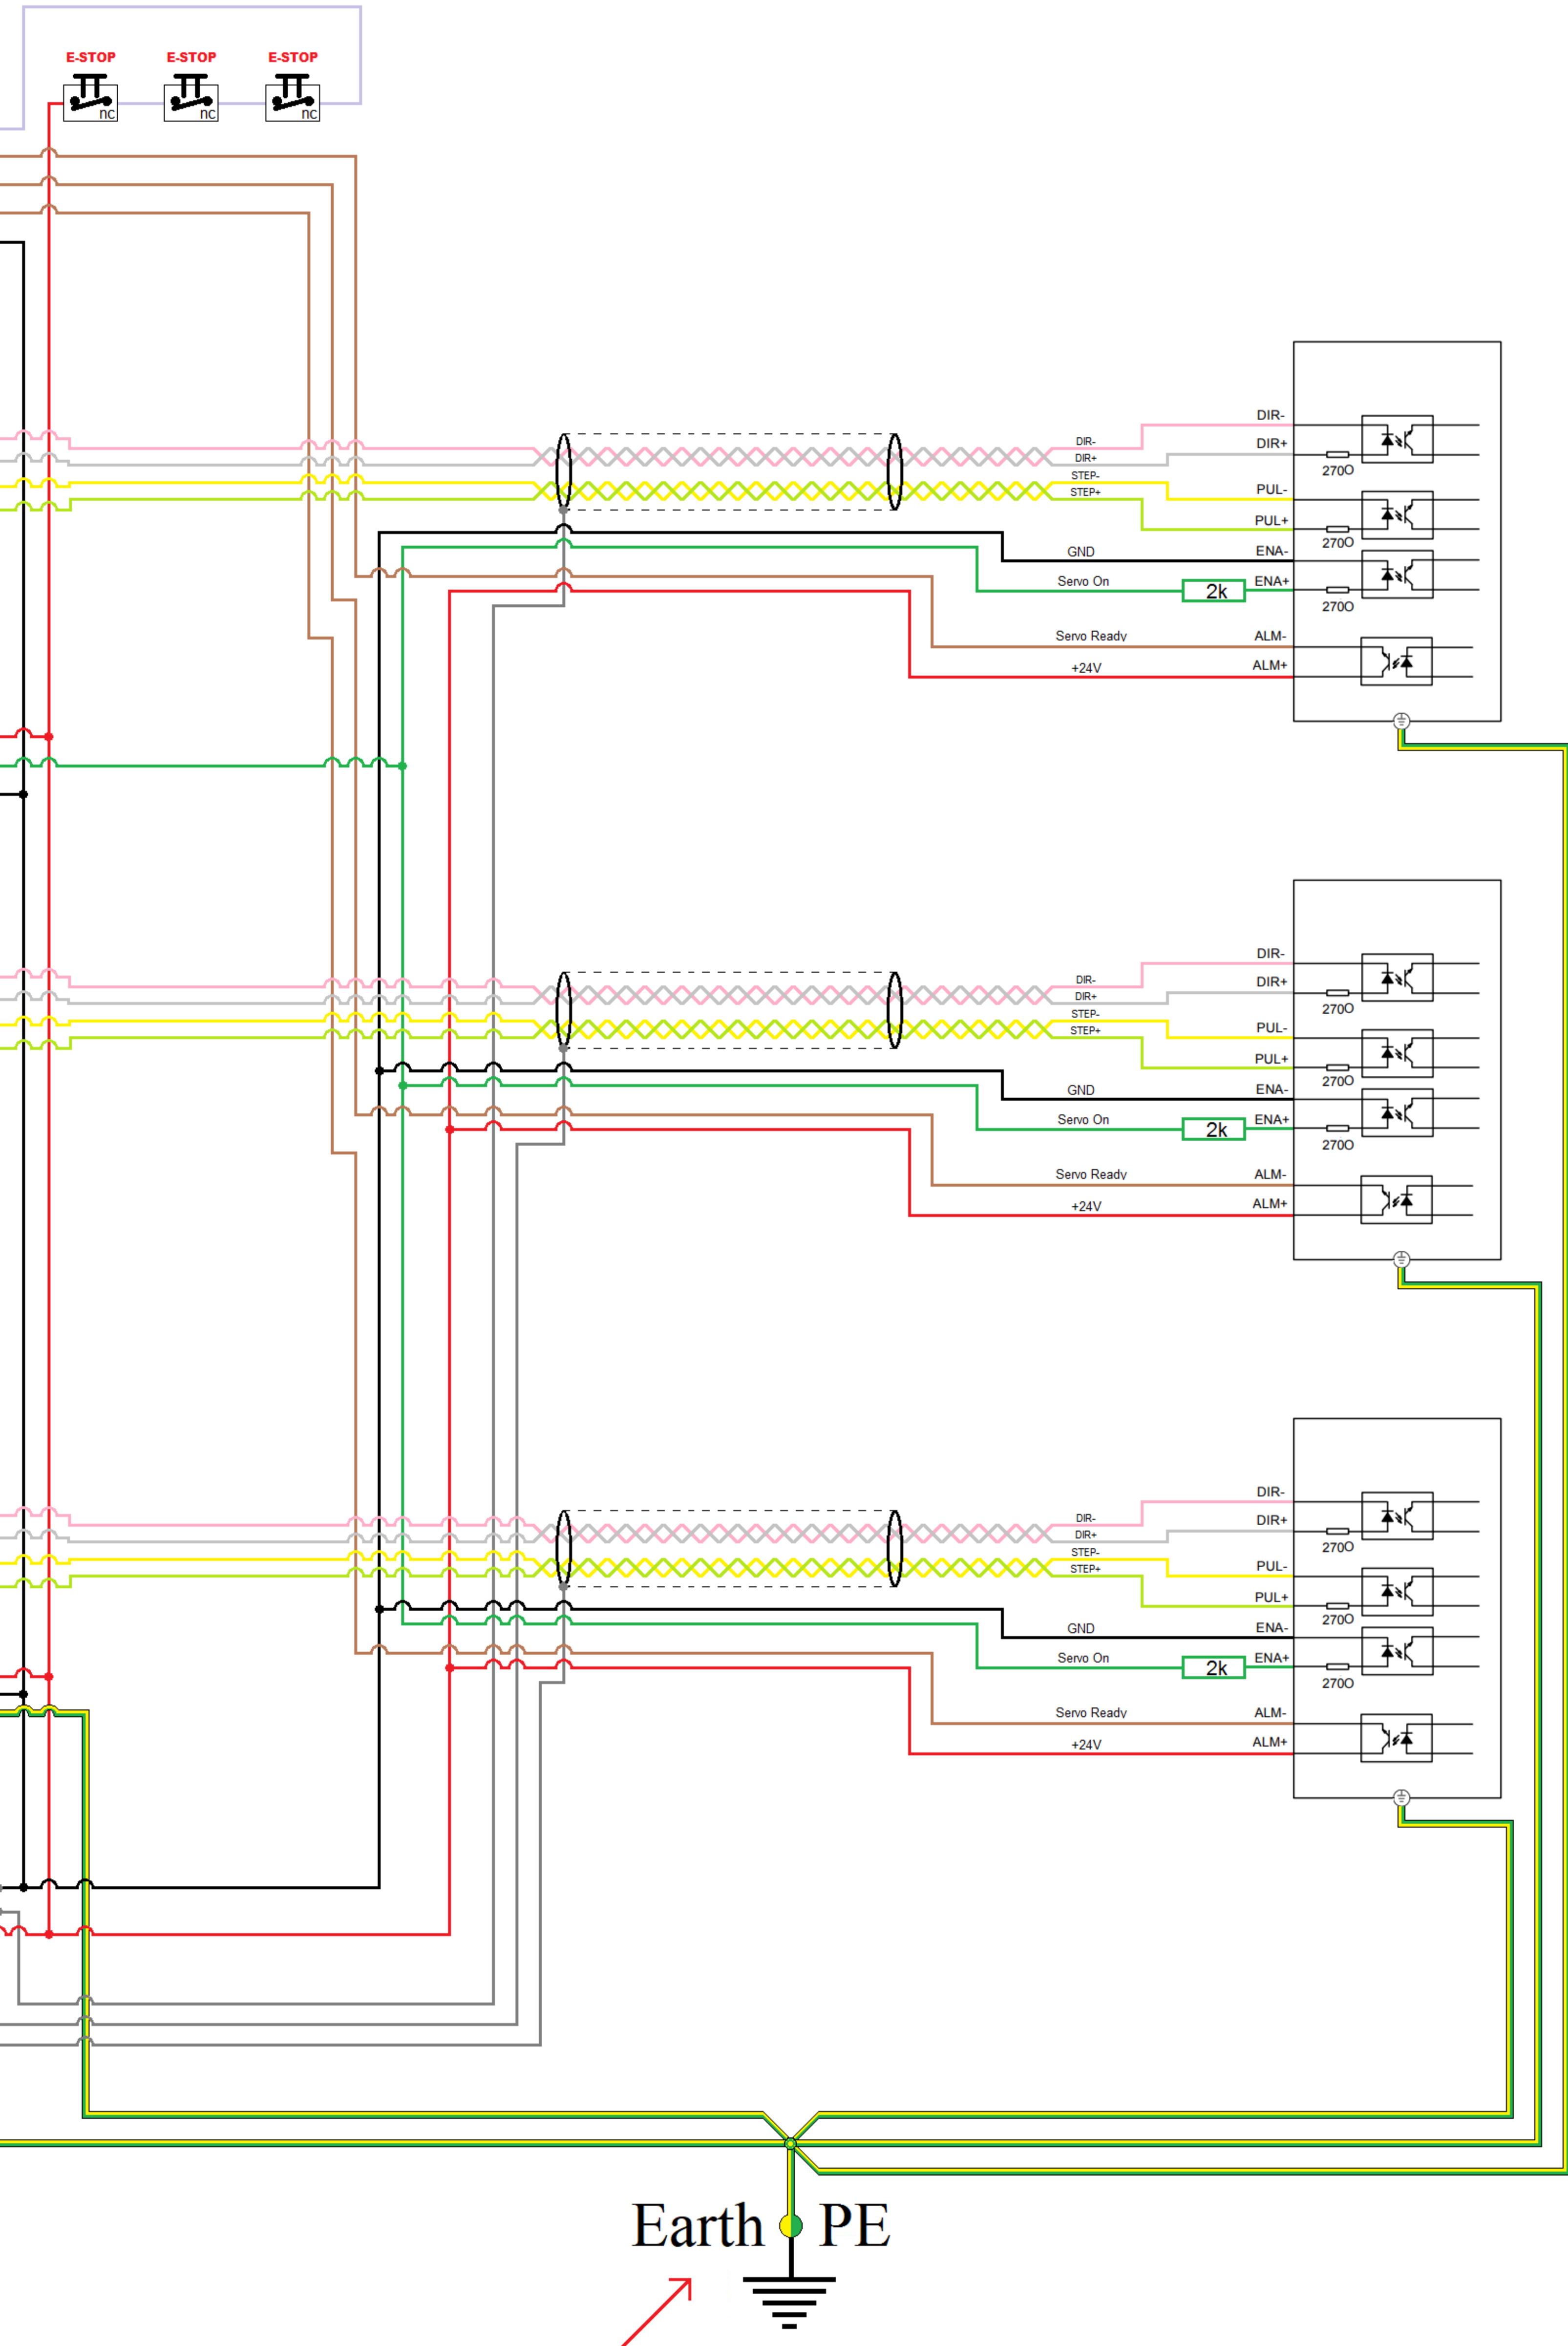 E-STOP E-STOP E-STOP
nc nc nc
DIR-
DIR- DIR+
DIR+ 270O
STEP- PUL-
STEP+ PUL+
270O
GND ENA-
Servo On 2k ENA+
270O
Servo Ready ALM-
+24V ALM+
DIR-
DIR- DIR+
DIR+ 270O
STEP- PUL-
STEP+ PUL+
270O
GND ENA-
Servo On 2k ENA+
270O
Servo Ready ALM-
+24V ALM+
DIR-
DIR- DIR+
DIR+ 270O
STEP- PUL-
STEP+ PUL+
270O
GND ENA-
Servo On 2k ENA+
270O
Servo Ready ALM-
+24V ALM+
Earth PE